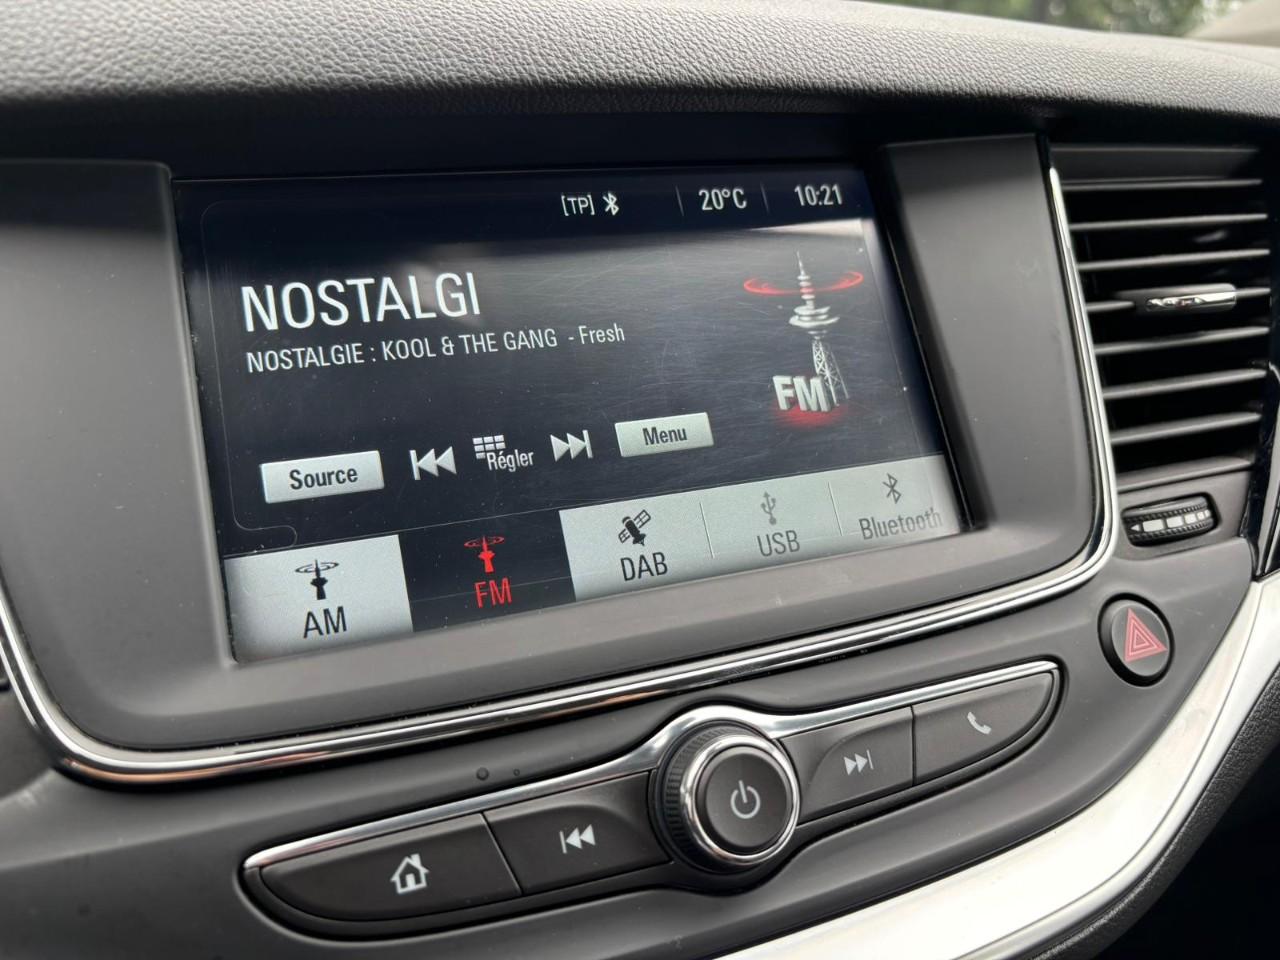 [TP] 20°C 10:21
NOSTALGI
NOSTALGIE : KOOL & THE GANG - Fresh
FM
Source Régler Menu
AM FM DAB USB Bluetooth